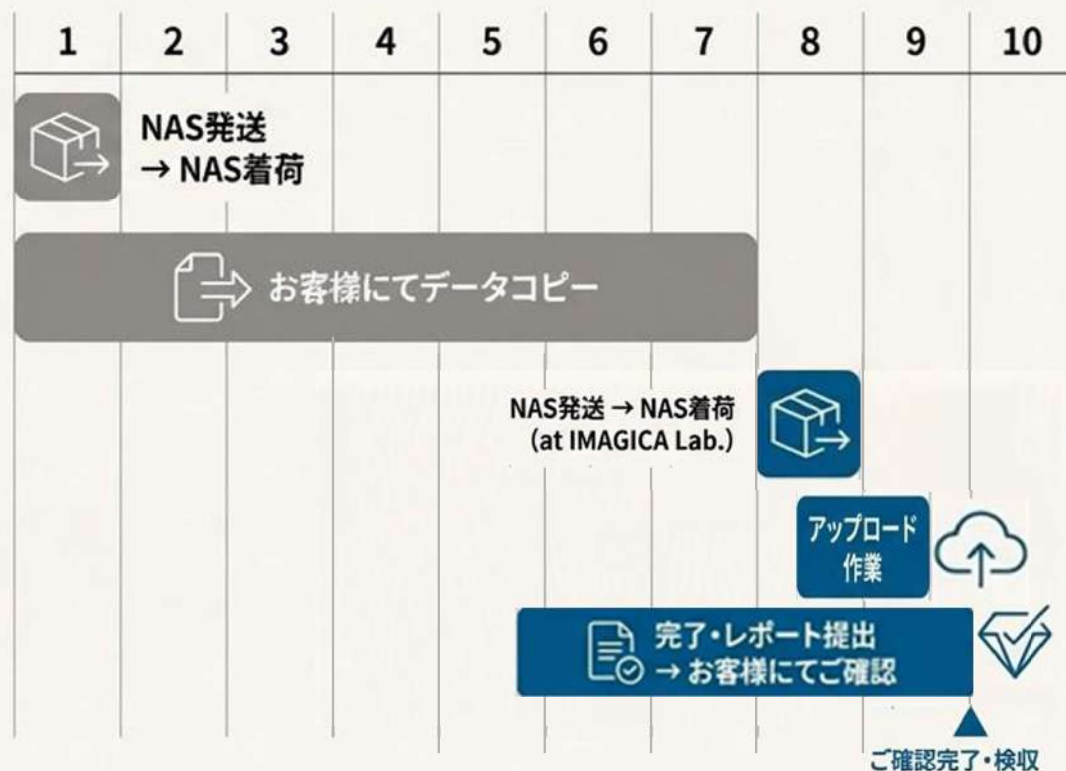 1 2 3 4 5 6 7 8 9 10
NAS発送
→ NAS着荷
お客様にてデータコピー
NAS発送 → NAS着荷
(at IMAGICA Lab.)
アップロード
作業
完了・レポート提出
→ お客様にてご確認
ご確認完了・検収